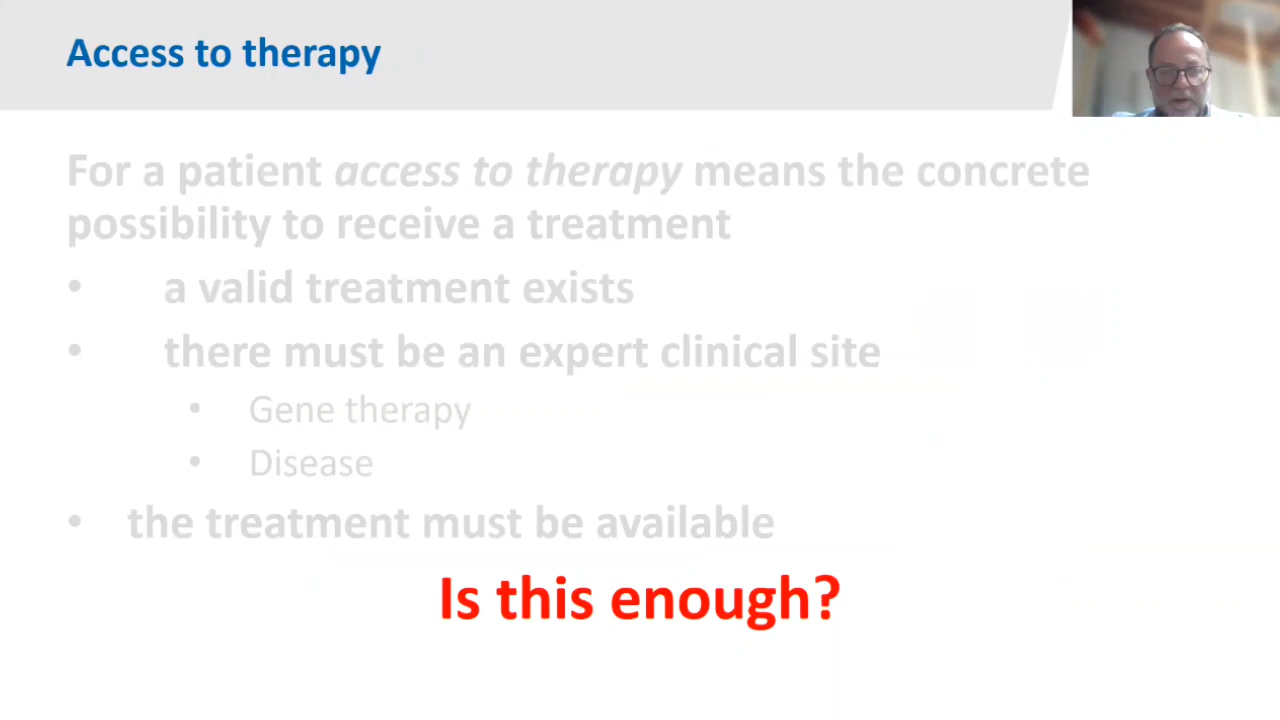 Access to therapy
For a patient access to therapy means the concrete
possibility to receive a treatment
• a valid treatment exists
• there must be an expert clinical site
• Gene therapy
• Disease
• the treatment must be available
Is this enough?